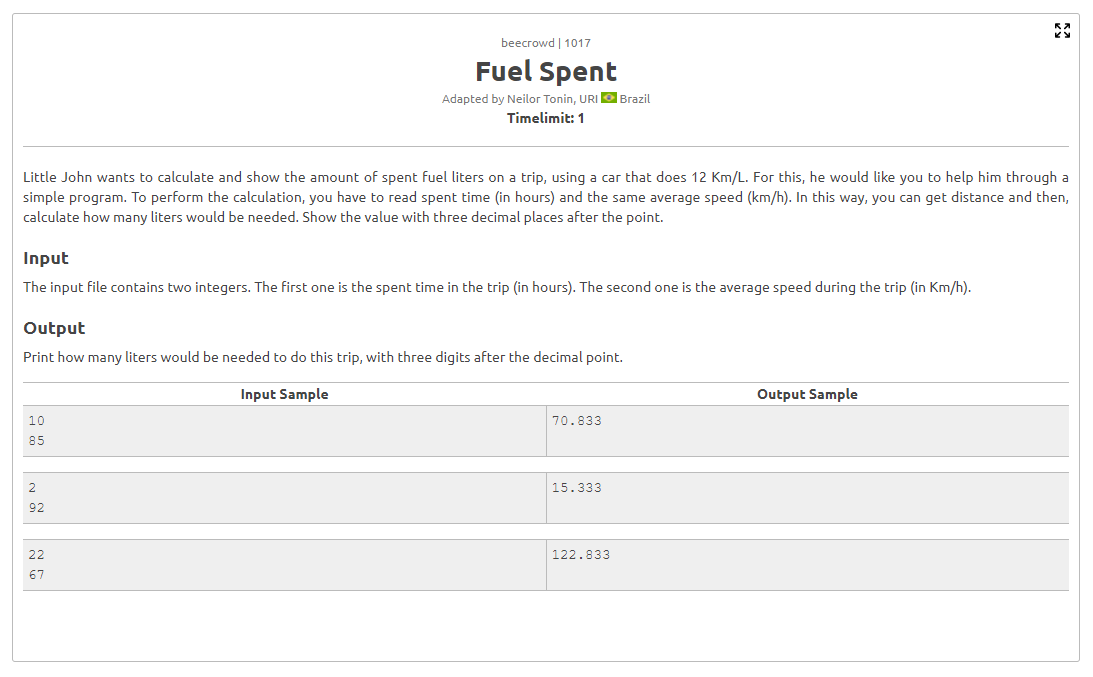 beecrowd | 1017
Fuel Spent
Adapted by Neilor Tonin, URI Brazil
Timelimit: 1
Little John wants to calculate and show the amount of spent fuel liters on a trip, using a car that does 12 Km/L. For this, he would like you to help him through a
simple program. To perform the calculation, you have to read spent time (in hours) and the same average speed (km/h). In this way, you can get distance and then,
calculate how many liters would be needed. Show the value with three decimal places after the point.
Input
The input file contains two integers. The first one is the spent time in the trip (in hours). The second one is the average speed during the trip (in Km/h).
Output
Print how many liters would be needed to do this trip, with three digits after the decimal point.
Input Sample Output Sample
10 70.833
85
2 15.333
92
22 122.833
67